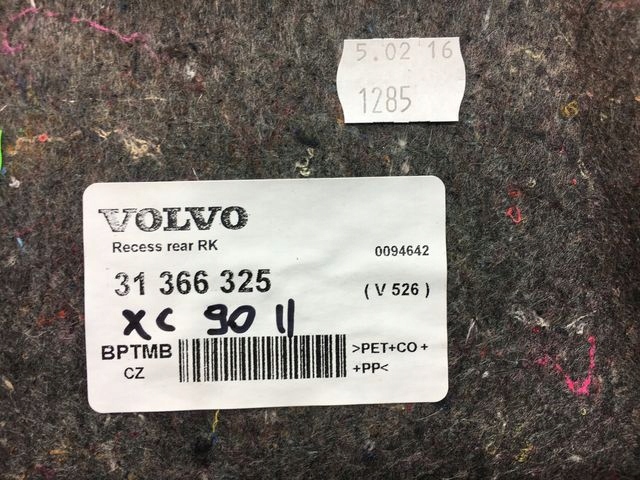 5.02 16
1285
VOLVO
Recess rear RK
0094642
31 366 325
( V 526 )
XC 90 II
BPTMB
>PET+CO +
CZ
+PP<